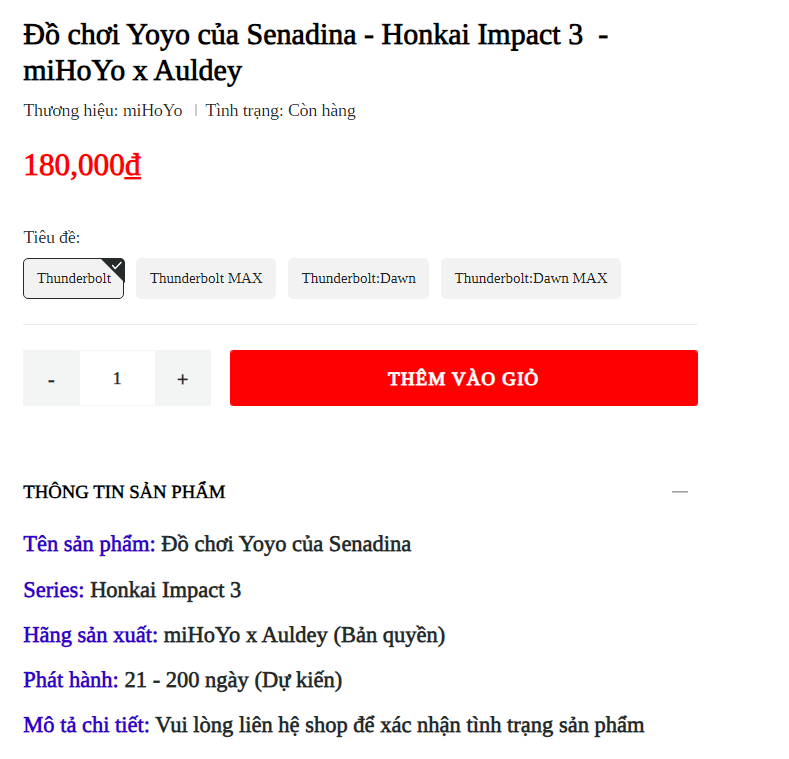 Đồ chơi Yoyo của Senadina - Honkai Impact 3 -
miHoYo x Auldey
Thương hiệu: miHoYo | Tình trạng: Còn hàng
180,000₫
Tiêu đề:
Thunderbolt Thunderbolt MAX Thunderbolt:Dawn Thunderbolt:Dawn MAX
- 1 + THÊM VÀO GIỎ
THÔNG TIN SẢN PHẨM —
Tên sản phẩm: Đồ chơi Yoyo của Senadina
Series: Honkai Impact 3
Hãng sản xuất: miHoYo x Auldey (Bản quyền)
Phát hành: 21 - 200 ngày (Dự kiến)
Mô tả chi tiết: Vui lòng liên hệ shop để xác nhận tình trạng sản phẩm